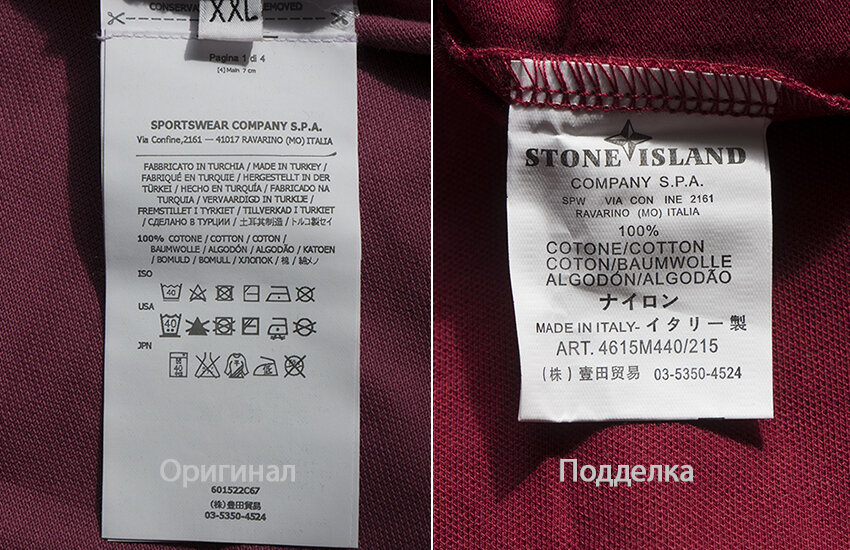 CONSERVA REMOVED
XXL
Pagina 1 di 4
[4] Main 7 cm
SPORTSWEAR COMPANY S.P.A.
Via Confine,2161 — 41017 RAVARINO (MO) ITALIA
FABBRICATO IN TURCHIA / MADE IN TURKEY /
FABRIQUÉ EN TURQUIE / HERGESTELLT IN DER
TÜRKEI / HECHO EN TURQUÍA / FABRICADO NA
TURQUIA / VERVAARDIGD IN TURKIJE /
FREMSTILLET I TYRKIET / TILLVERKAD I TURKIET
/ СДЕЛАНО В ТУРЦИИ / 土耳其制造 / トルコ製セイ
100% COTONE / COTTON / COTON /
BAUMWOLLE / ALGODÓN / ALGODÃO / KATOEN
/ BOMULD / BOMULL / ХЛОПОК / 棉 / 綿メノ
ISO
40
USA
40
JPN
40
Оригинал
601522C67
(株) 豊田貿易
03-5350-4524
STONE ISLAND
COMPANY S.P.A.
SPW VIA CON INE 2161
RAVARINO (MO) ITALIA
100%
COTONE/COTTON
COTON/BAUMWOLLE
ALGODÓN/ALGODÃO
ナイロン
MADE IN ITALY- イタリー製
ART. 4615M440/215
(株) 壹田贸易 03-5350-4524
Подделка